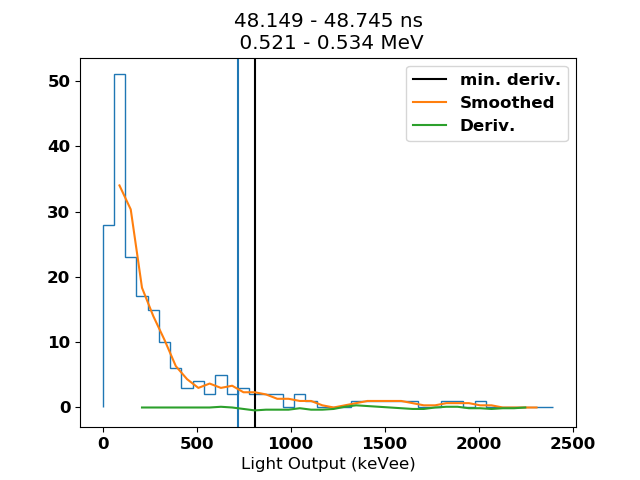 48.149 - 48.745 ns
0.521 - 0.534 MeV
min. deriv.
Smoothed
Deriv.
50
40
30
20
10
0
0 500 1000 1500 2000 2500
Light Output (keVee)